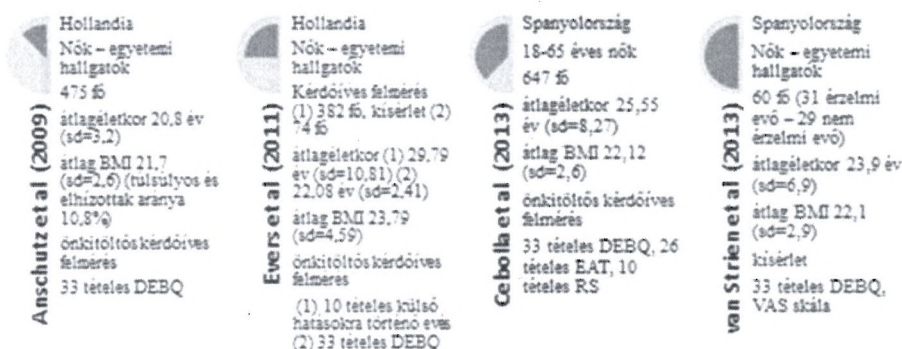 Anschutz et al (2009)
Hollandia
Nők – egyetemi
hallgatók
475 fő
átlagéletkor 20,8 év
(sd=3,2)
átlag BMI 21,7
(sd=2,6) (túlsúlyos és
elhízottak aránya
10,8%)
önkitöltős kérdőíves
felmérés
33 tételes DEBQ
Evers et al (2011)
Hollandia
Nők – egyetemi
hallgatók
Kérdőíves felmérés
(1) 382 fő, kísérlet (2)
74 fő
átlagéletkor (1) 29,79
év (sd=10,81) (2)
22,08 év (sd=2,41)
átlag BMI 23,79
(sd=4,59)
önkitöltős kérdőíves
felmérés
(1) 10 tételes külső
hatásokra történő evés
(2) 33 tételes DEBQ
Cebolla et al (2013)
Spanyolország
18-65 éves nők
647 fő
átlagéletkor 25,55
év (sd=8,27)
átlag BMI 22,12
(sd=2,6)
önkitöltős kérdőíves
felmérés
33 tételes DEBQ, 26
tételes EAT, 10
tételes RS
van Strien et al (2013)
Spanyolország
Nők – egyetemi
hallgatók
60 fő (31 érzelmi
evő – 29 nem
érzelmi evő)
átlagéletkor 23,9 év
(sd=6,9)
átlag BMI 22,1
(sd=2,9)
kísérlet
33 tételes DEBQ,
VAS skála